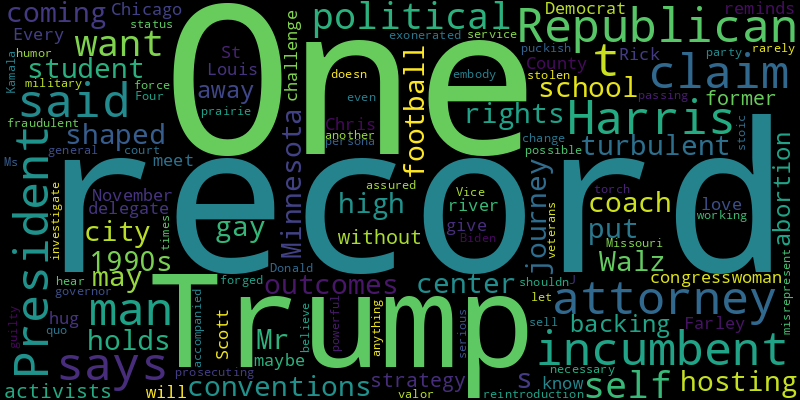 coming Chicago One political Democrat reminds
Every status St Republican
want humor Louis challenge exonerated service puckish rarely
student military force doesn football embody t Rick claim
Kamala Four away even County stolen party
said prairie Chris school passing former
fraudulent shaped another rights Harris
general court meet persona change turbulent stoic
Ms President record Minnesota possible journey abortion
investigate November assured Vice torch love
delegate times high river coach working
city gay without give Biden put Missouri
1990s Donald veterans Walz misrepresent
may hear forged Trump outcomes center shouldn J congresswoman
governor man accompanied believe powerful anything serious let attorney
hug holds Scott Mr sell backing Farley
guilty quo says maybe incumbent
prosecuting strategy s necessary know self hosting
activists will conventions valor reintroduction